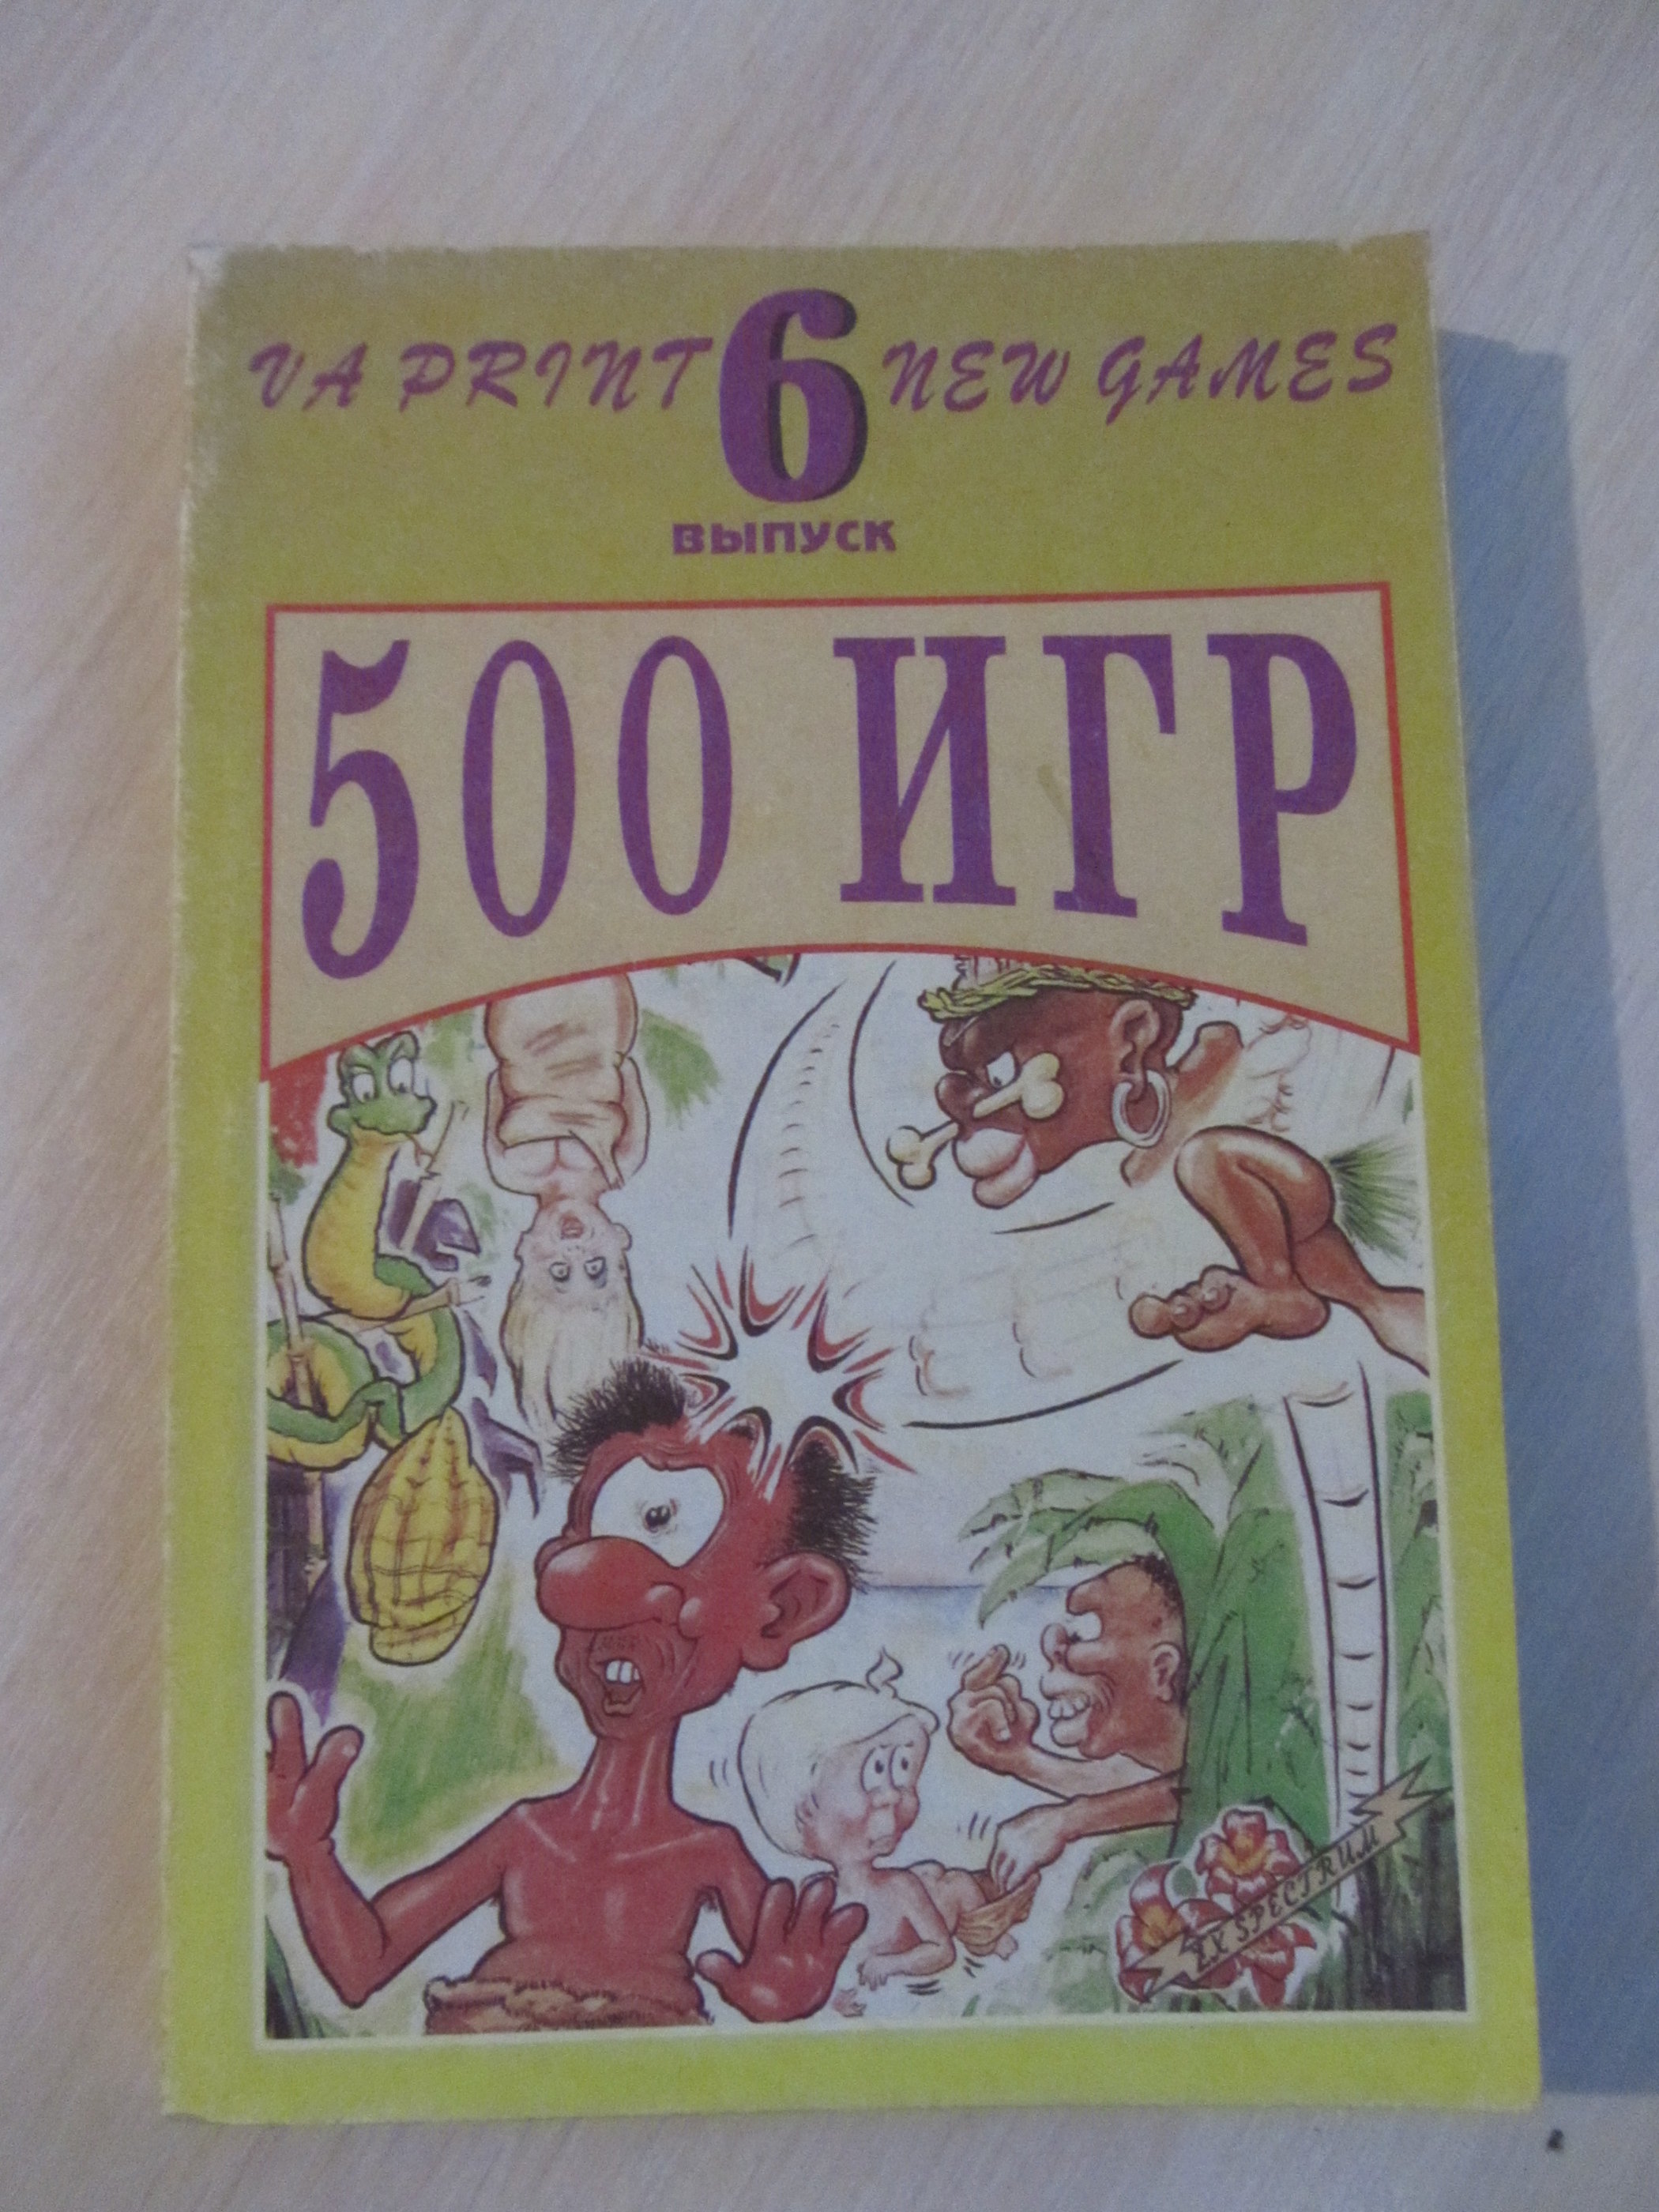 VA PRINT 6 NEW GAMES
ВЫПУСК
500 ИГР
ZX SPECTRUM